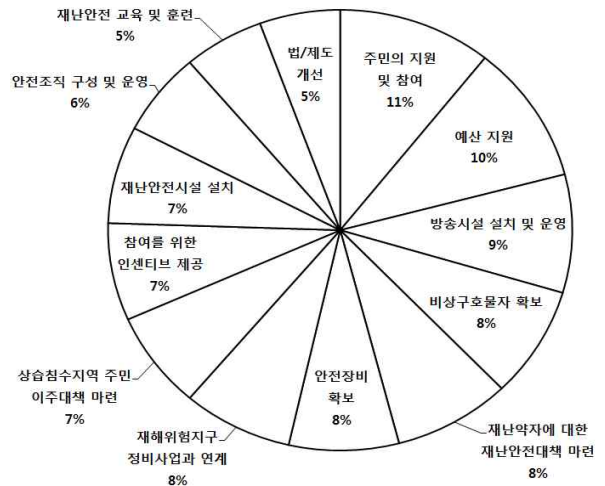 주민의 지원
및 참여
11%
예산 지원
10%
방송시설 설치 및 운영
9%
비상구호물자 확보
8%
재난약자에 대한
재난안전대책 마련
8%
안전장비
확보
8%
재해위험지구
정비사업과 연계
8%
상습침수지역 주민
이주대책 마련
7%
참여를 위한
인센티브 제공
7%
재난안전시설 설치
7%
안전조직 구성 및 운영
6%
재난안전 교육 및 훈련
5%
법/제도
개선
5%